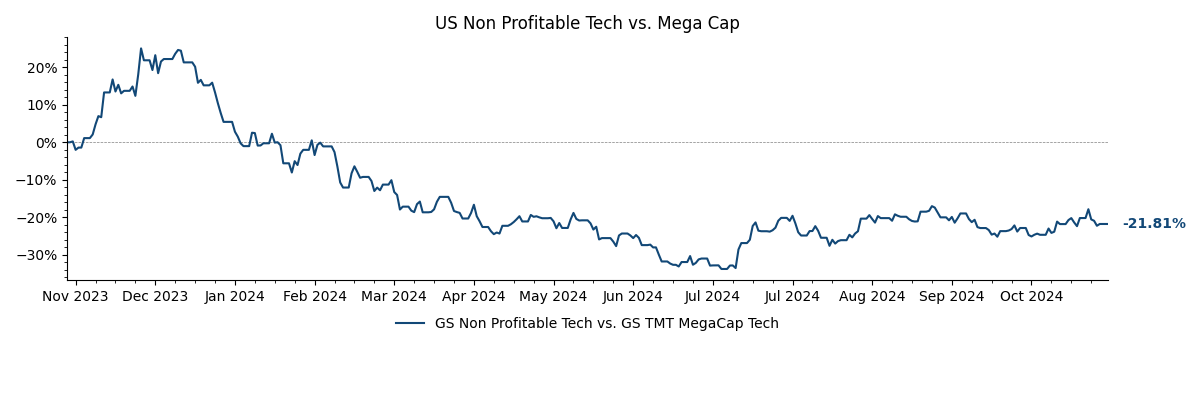 US Non Profitable Tech vs. Mega Cap
20%
10%
0%
−10%
−20%
−30%
-21.81%
Nov 2023 Dec 2023 Jan 2024 Feb 2024 Mar 2024 Apr 2024 May 2024 Jun 2024 Jul 2024 Jul 2024 Aug 2024 Sep 2024 Oct 2024
GS Non Profitable Tech vs. GS TMT MegaCap Tech